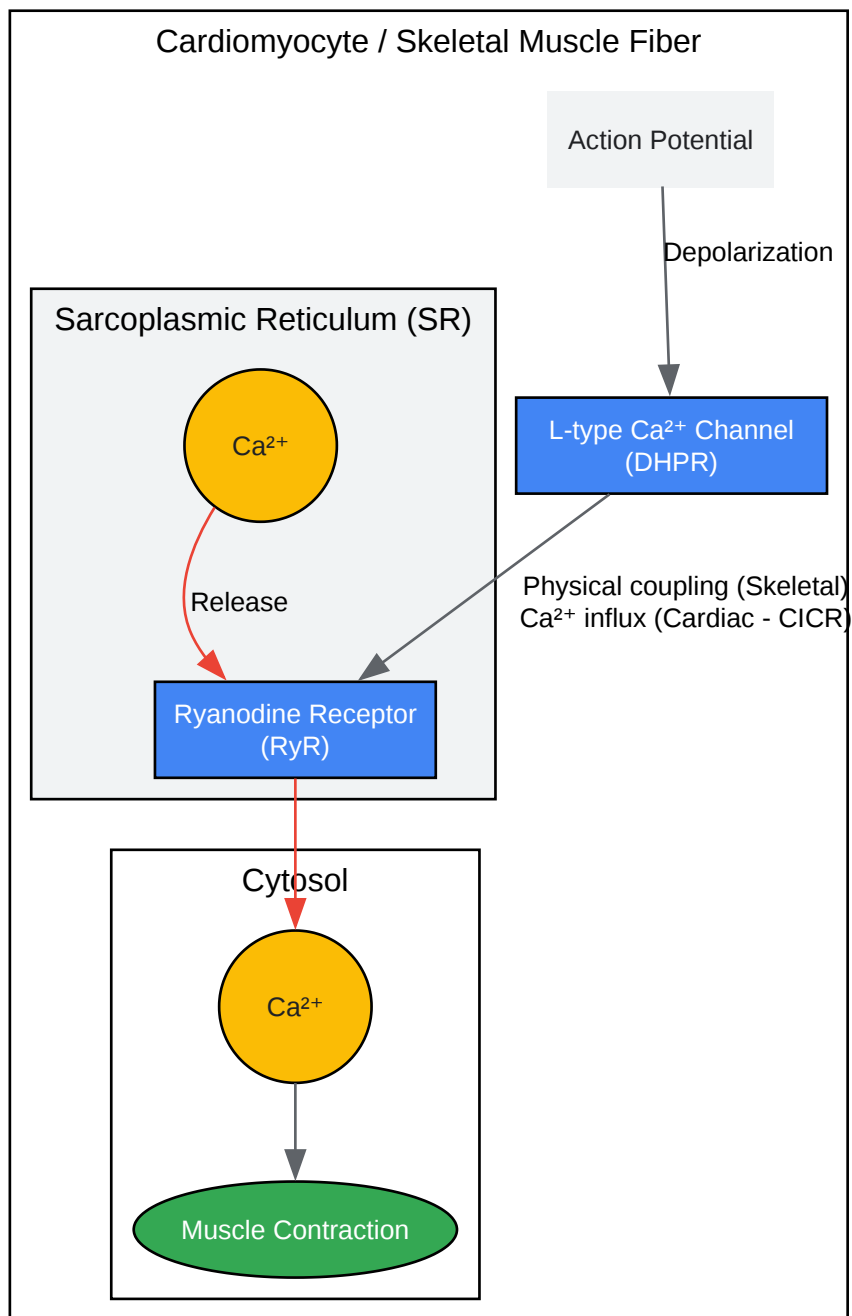 Cardiomyocyte / Skeletal Muscle Fiber
Action Potential
Depolarization
Sarcoplasmic Reticulum (SR)
Ca²⁺
L-type Ca²⁺ Channel
(DHPR)
Release
Physical coupling (Skeletal)
Ca²⁺ influx (Cardiac - CICR)
Ryanodine Receptor
(RyR)
Cytosol
Ca²⁺
Muscle Contraction